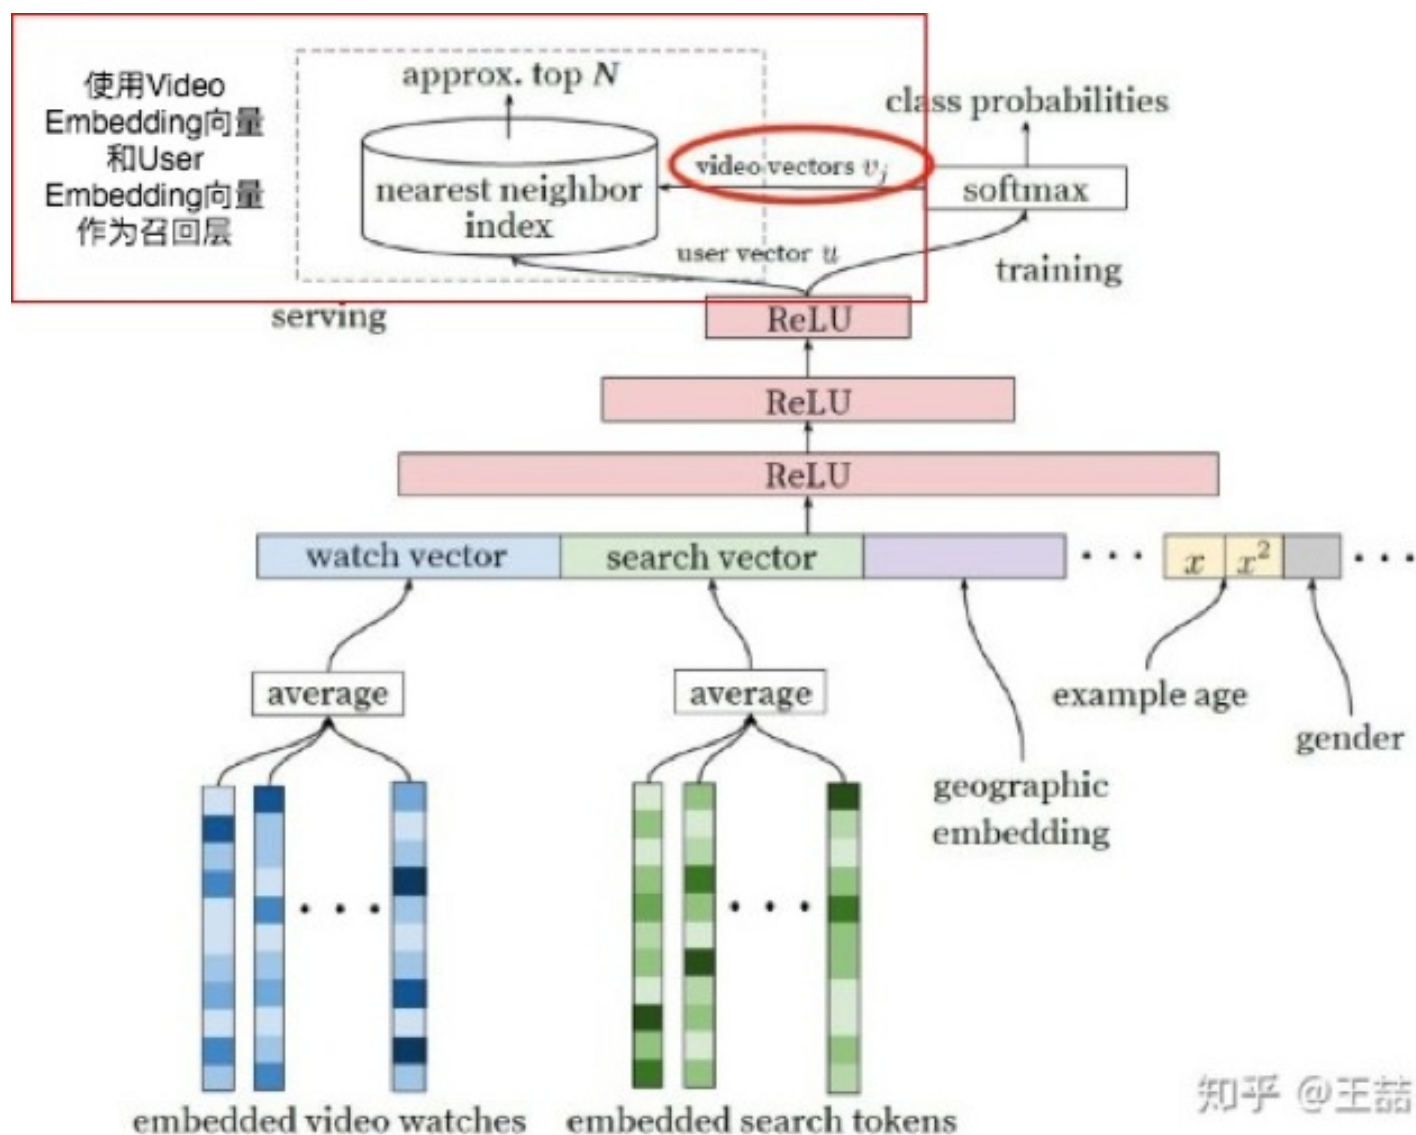 使用Video
Embedding向量
和User
Embedding向量
作为召回层
approx. top N
class probabilities
nearest neighbor
index
video vectors v_j
softmax
user vector u
training
serving
ReLU
ReLU
ReLU
watch vector
search vector
. . .
x
x²
. . .
average
average
example age
gender
geographic
embedding
. . .
. . .
embedded video watches
embedded search tokens
知乎 @王喆